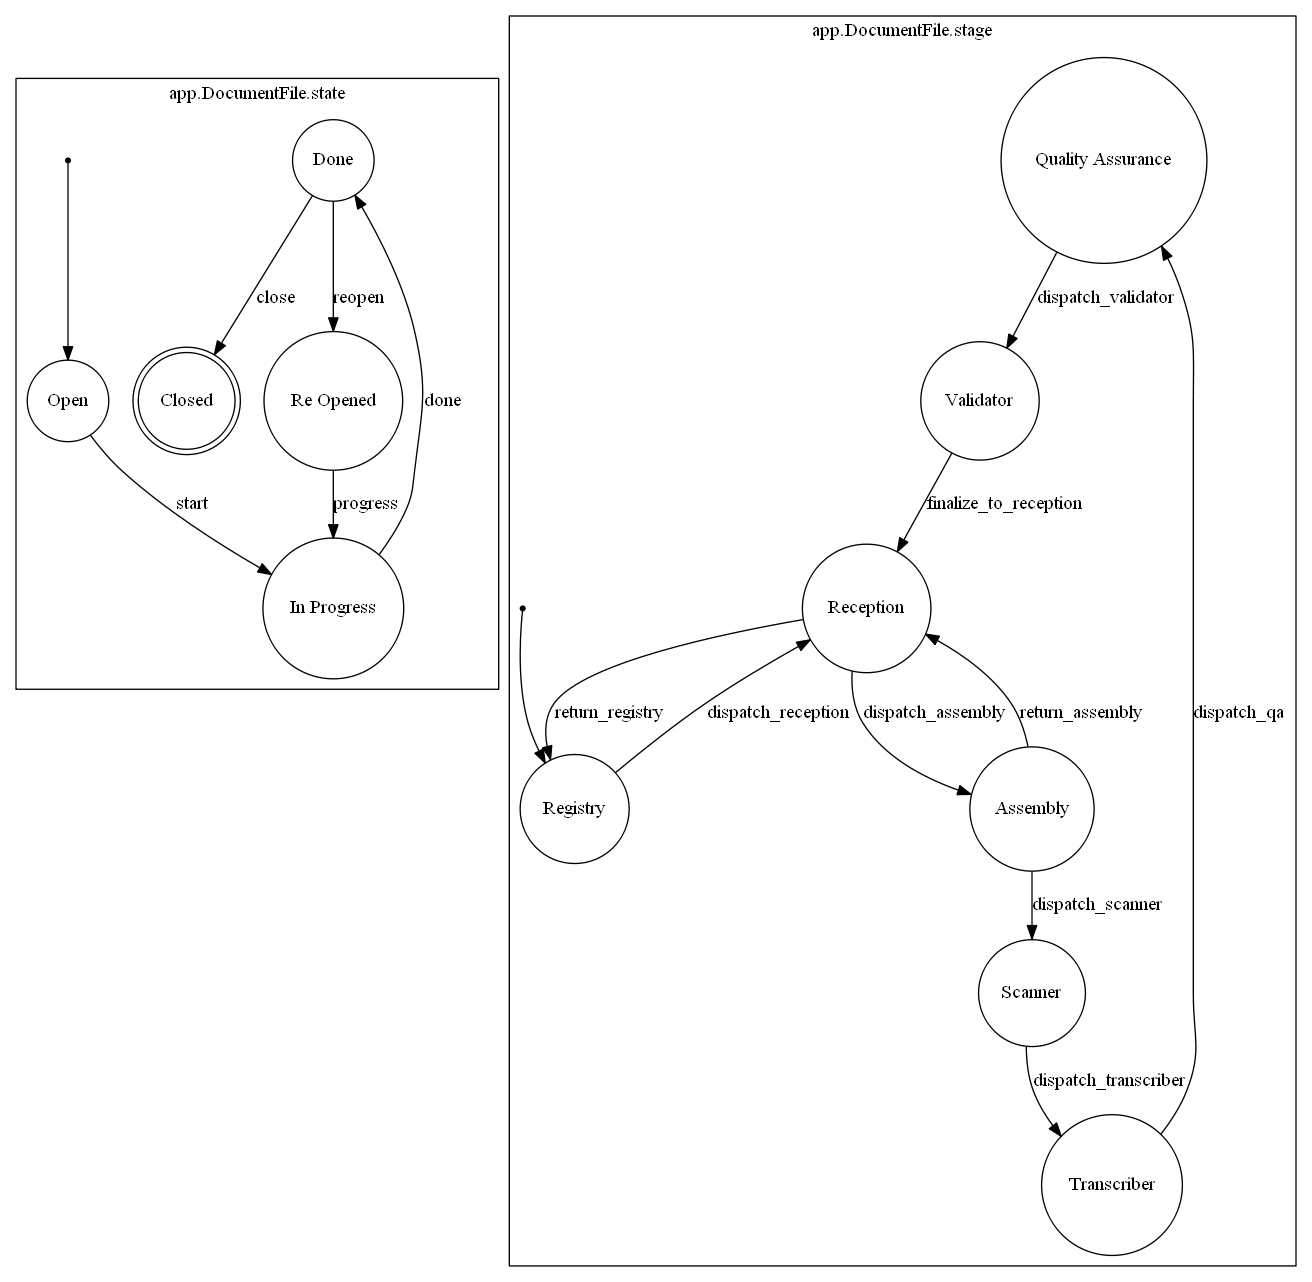 app.DocumentFile.state
Done
close
reopen
Open
Closed
Re Opened
done
start
progress
In Progress
app.DocumentFile.stage
Quality Assurance
dispatch_validator
Validator
finalize_to_reception
Reception
return_registry
dispatch_reception
dispatch_assembly
return_assembly
dispatch_qa
Registry
Assembly
dispatch_scanner
Scanner
dispatch_transcriber
Transcriber